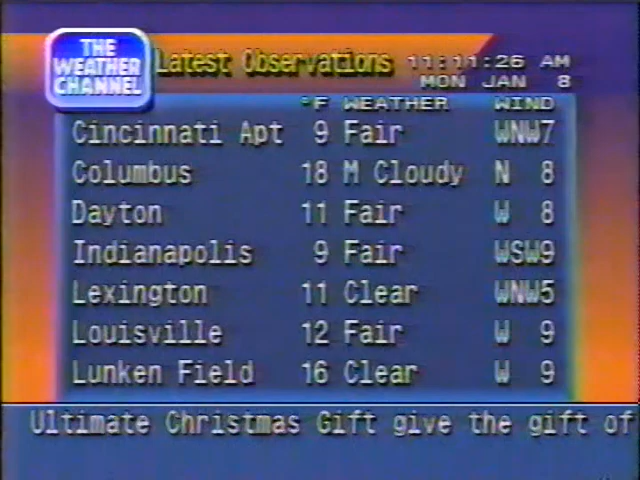 THE
WEATHER
CHANNEL
Latest Observations 11:11:26 AM
MON JAN 8
°F WEATHER WIND
Cincinnati Apt 9 Fair WNW7
Columbus 18 M Cloudy N 8
Dayton 11 Fair W 8
Indianapolis 9 Fair WSW9
Lexington 11 Clear WNW5
Louisville 12 Fair W 9
Lunken Field 16 Clear W 9
Ultimate Christmas Gift give the gift of